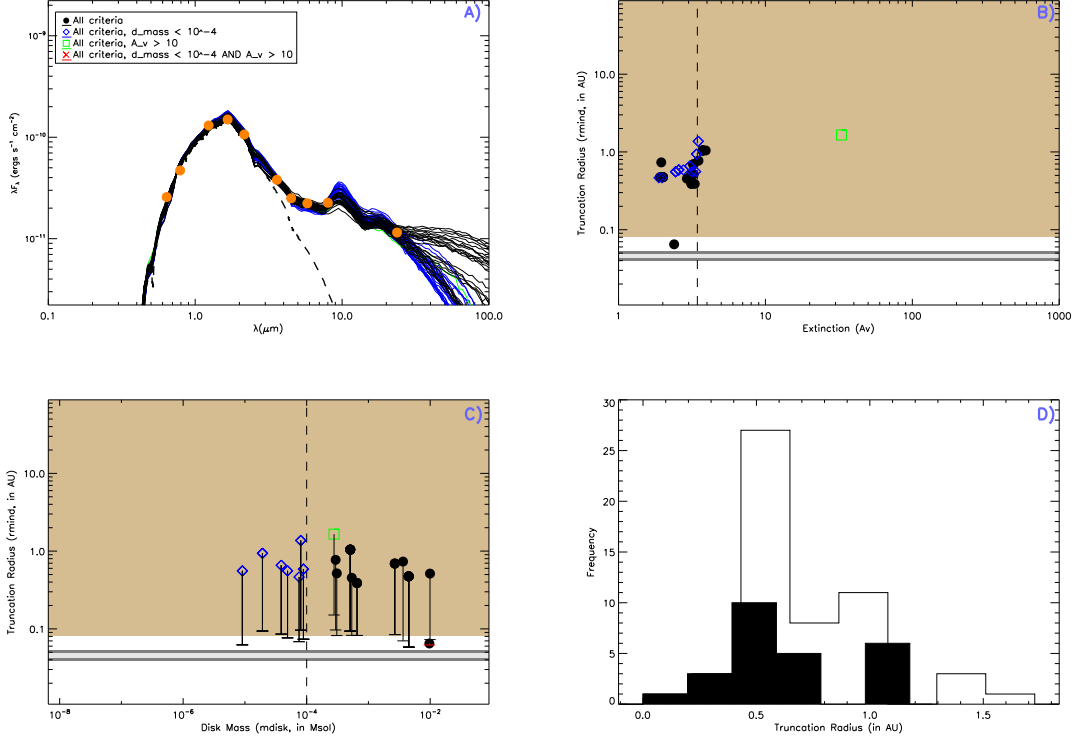 A)
All criteria
All criteria, d_mass < 10^-4
All criteria, A_v > 10
All criteria, d_mass < 10^-4 AND A_v > 10
10⁻⁹
10⁻¹⁰
10⁻¹¹
λFλ (ergs s⁻¹ cm⁻²)
0.1 1.0 10.0 100.0
λ(μm)
B)
10.0
1.0
0.1
Truncation Radius (rmind, in AU)
1 10 100 1000
Extinction (Av)
C)
10.0
1.0
0.1
Truncation Radius (rmind, in AU)
10⁻⁸ 10⁻⁶ 10⁻⁴ 10⁻²
Disk Mass (mdisk, in Msol)
D)
30
25
20
15
10
5
0
Frequency
0.0 0.5 1.0 1.5
Truncation Radius (in AU)